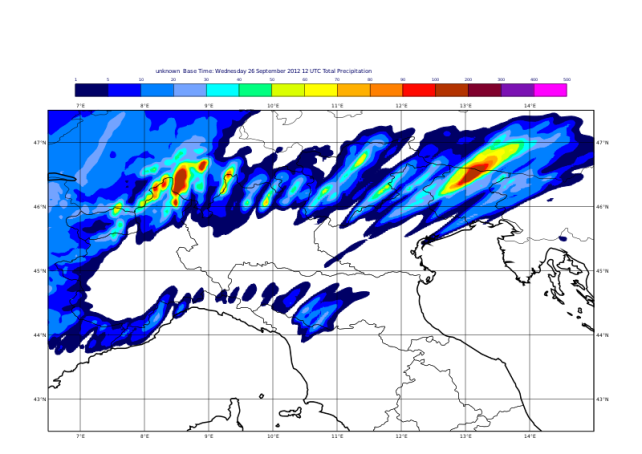 unknown Base Time: Wednesday 26 September 2012 12 UTC Total Precipitation
1 5 10 20 30 40 50 60 70 80 90 100 200 300 400 500
7°E 8°E 9°E 10°E 11°E 12°E 13°E 14°E
47°N 47°N
46°N 46°N
45°N 45°N
44°N 44°N
43°N 43°N
7°E 8°E 9°E 10°E 11°E 12°E 13°E 14°E